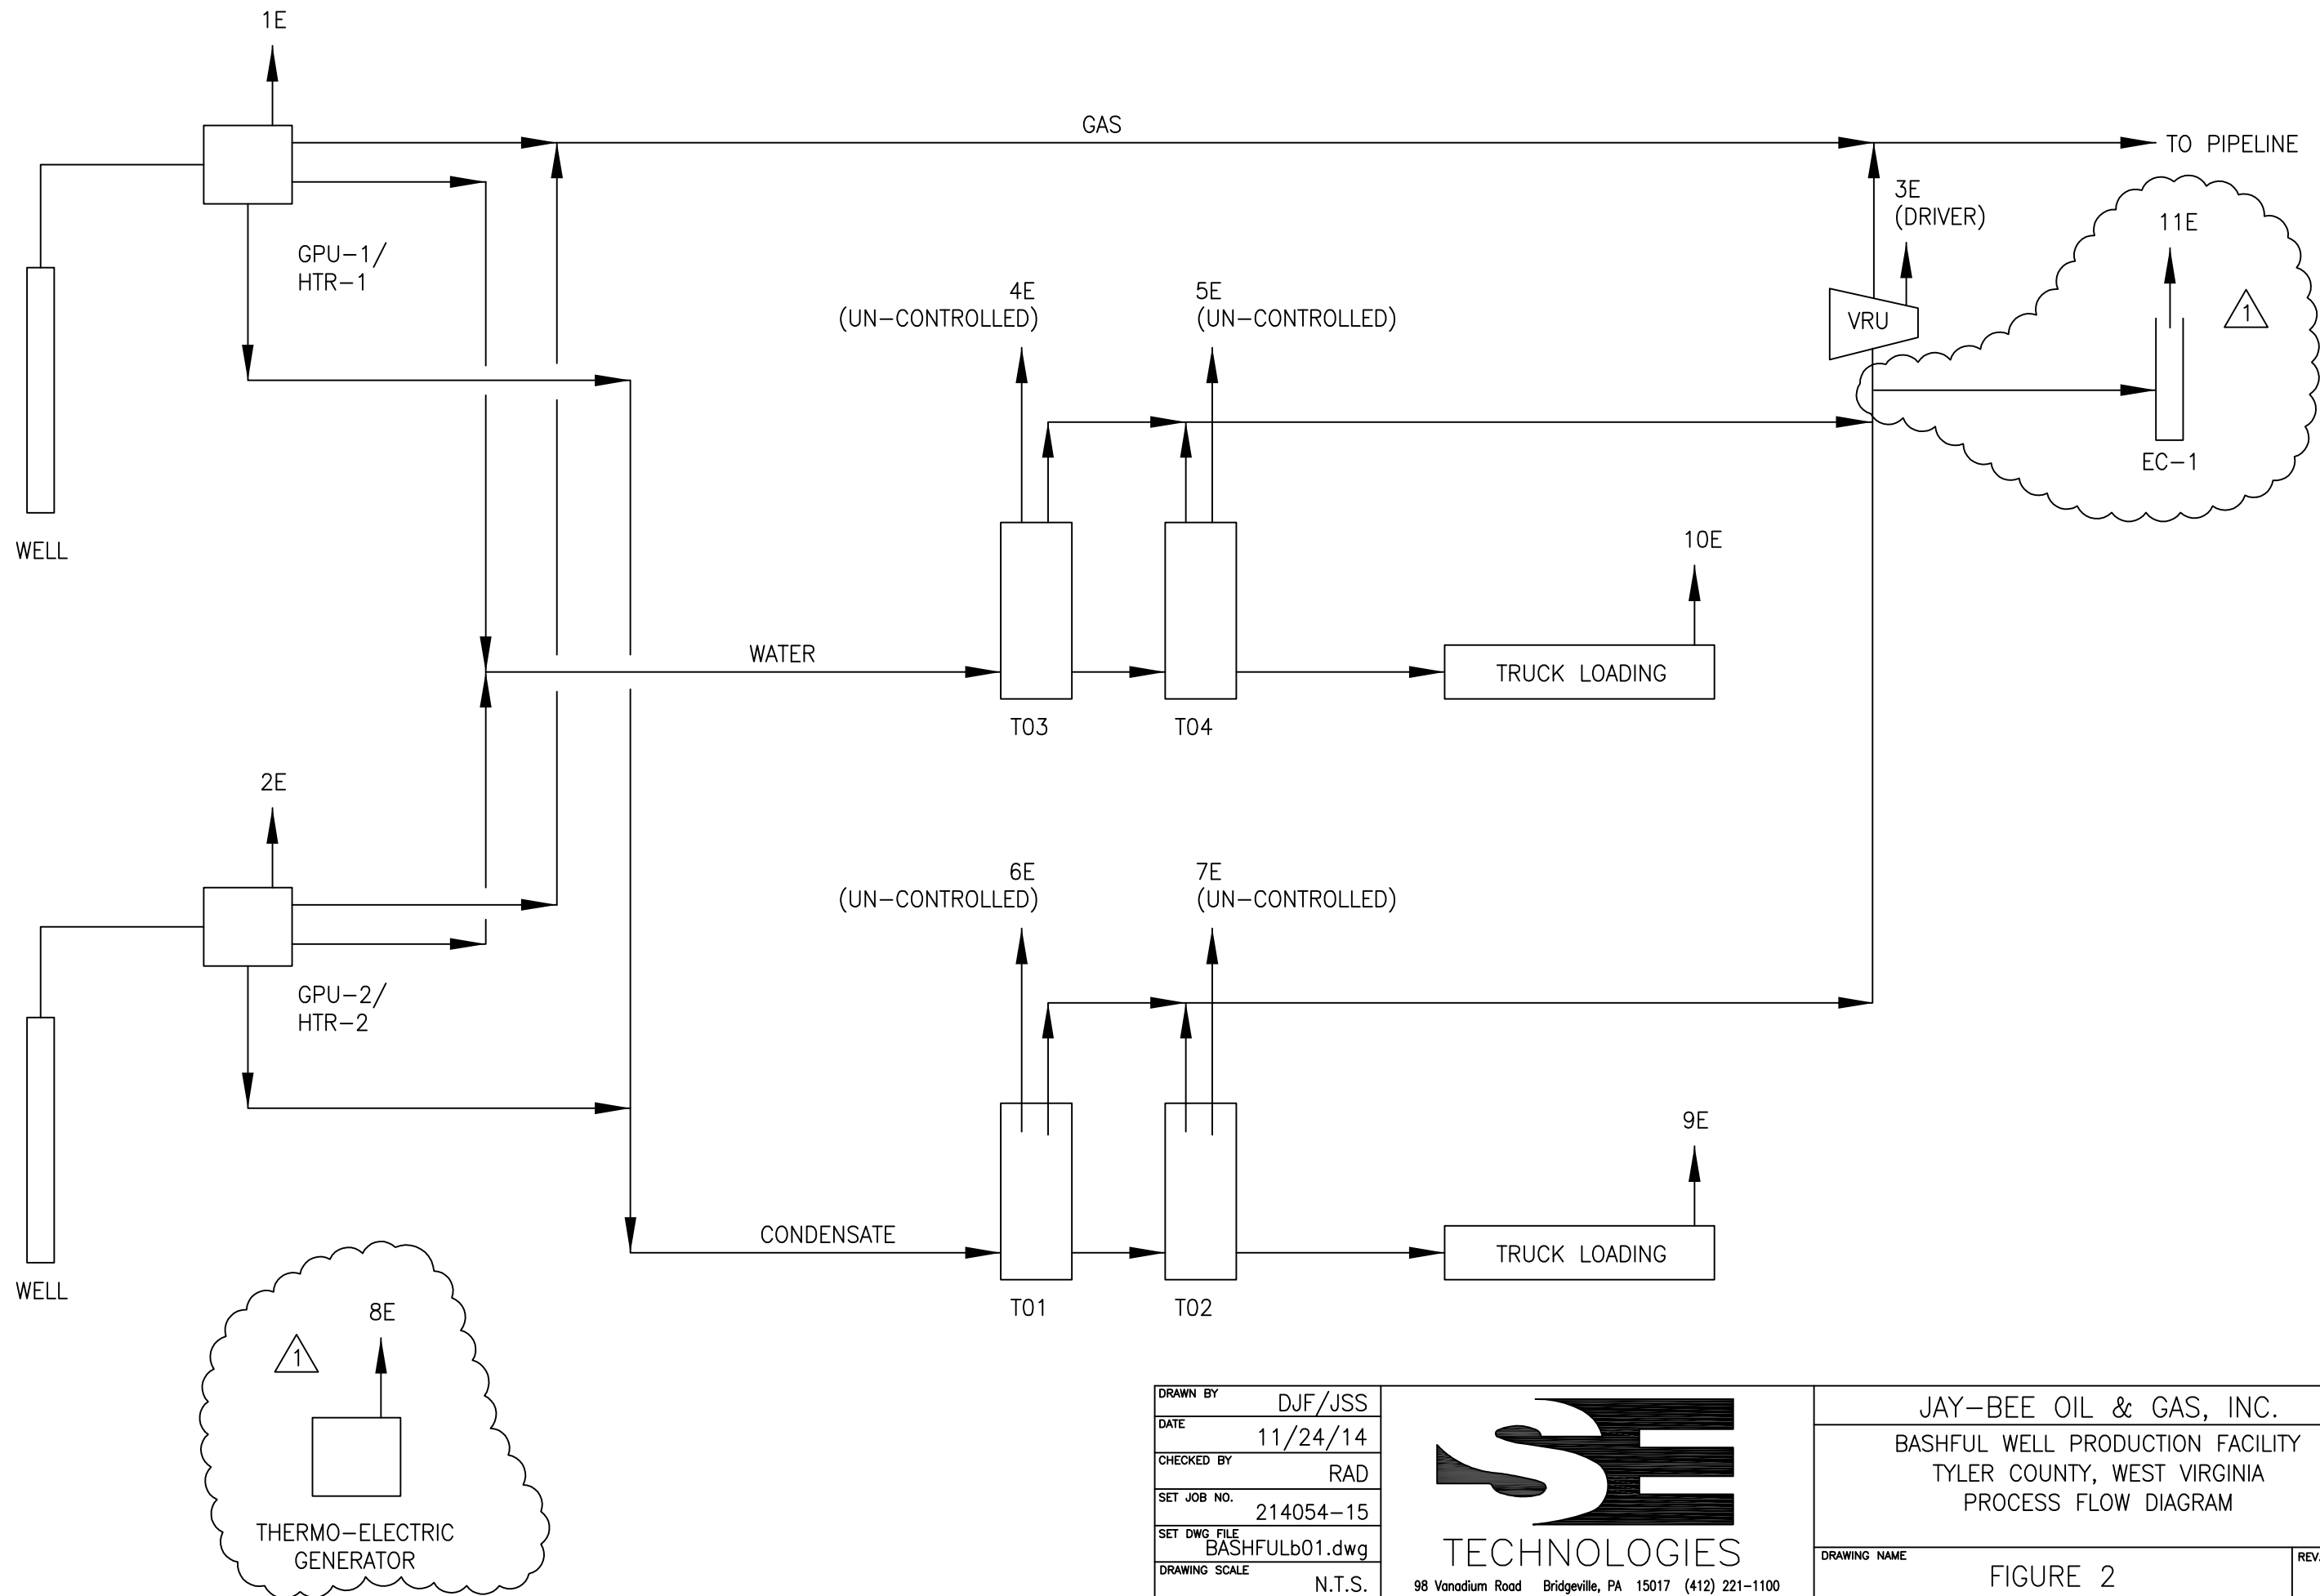 1E
GAS
TO PIPELINE
3E
(DRIVER)
11E
1
VRU
EC-1
GPU-1/
HTR-1
4E
(UN-CONTROLLED)
5E
(UN-CONTROLLED)
WELL
10E
WATER
TRUCK LOADING
T03
T04
2E
6E
(UN-CONTROLLED)
7E
(UN-CONTROLLED)
GPU-2/
HTR-2
9E
CONDENSATE
TRUCK LOADING
T01
T02
WELL
8E
1
THERMO-ELECTRIC
GENERATOR
DRAWN BY
DJF/JSS
DATE
11/24/14
CHECKED BY
RAD
SET JOB NO.
214054-15
SET DWG FILE
BASHFULb01.dwg
DRAWING SCALE
N.T.S.
SE
TECHNOLOGIES
98 Vanadium Road Bridgeville, PA 15017 (412) 221-1100
JAY-BEE OIL & GAS, INC.
BASHFUL WELL PRODUCTION FACILITY
TYLER COUNTY, WEST VIRGINIA
PROCESS FLOW DIAGRAM
DRAWING NAME
FIGURE 2
REV.